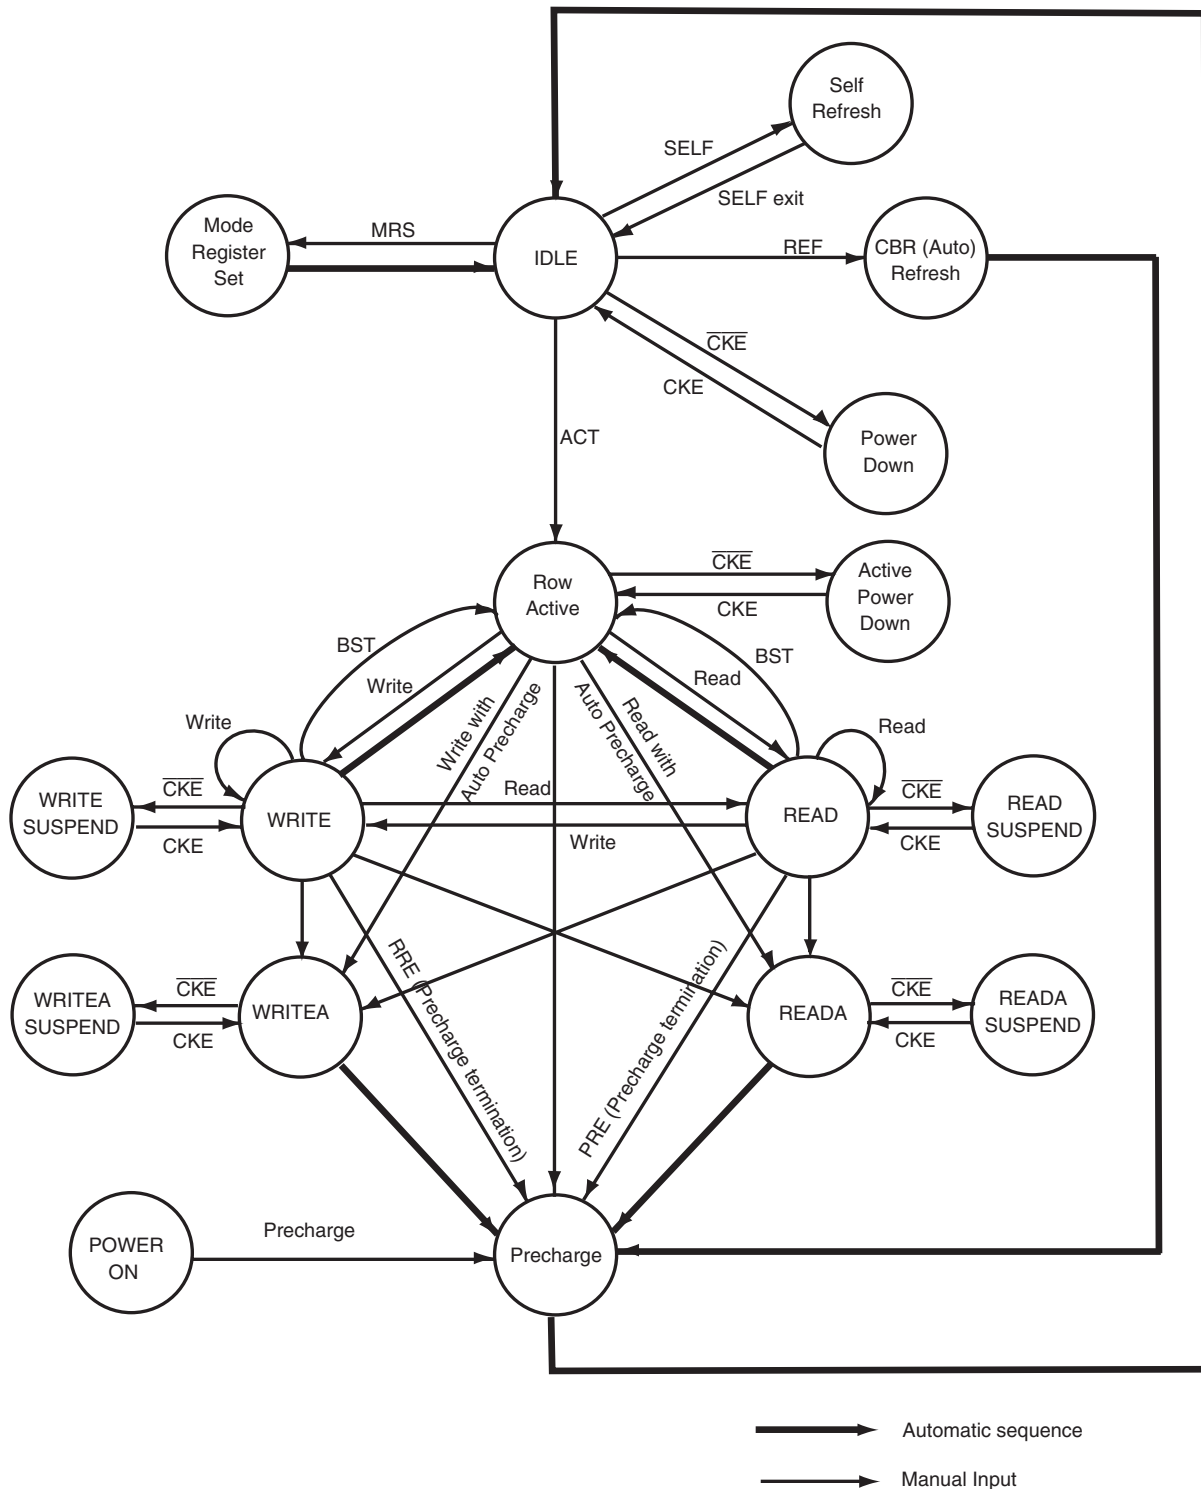 Self
Refresh
SELF
SELF exit
Mode
Register
Set
MRS
IDLE
REF
CBR (Auto)
Refresh
CKE
CKE
Power
Down
ACT
Row
Active
CKE
CKE
Active
Power
Down
BST
BST
Write
Read
Write with
Auto Precharge
Read with
Auto Precharge
Write
Read
WRITE
SUSPEND
CKE
CKE
WRITE
Read
Write
READ
CKE
CKE
READ
SUSPEND
WRITEA
SUSPEND
CKE
CKE
WRITEA
RRE (Precharge termination)
PRE (Precharge termination)
READA
CKE
CKE
READA
SUSPEND
POWER
ON
Precharge
Precharge
Automatic sequence
Manual Input